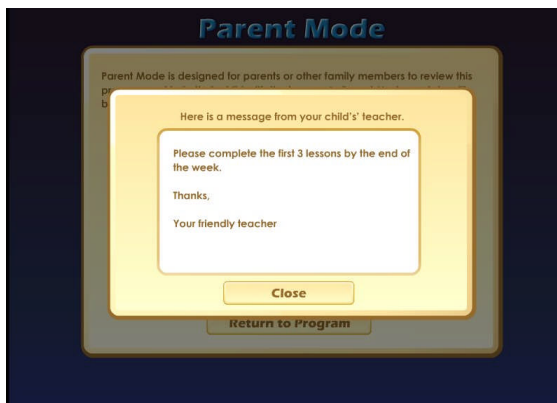 Parent Mode
Parent Mode is designed for parents or other family members to review this
Here is a message from your child's' teacher.
Please complete the first 3 lessons by the end of
the week.
Thanks,
Your friendly teacher
Close
Return to Program